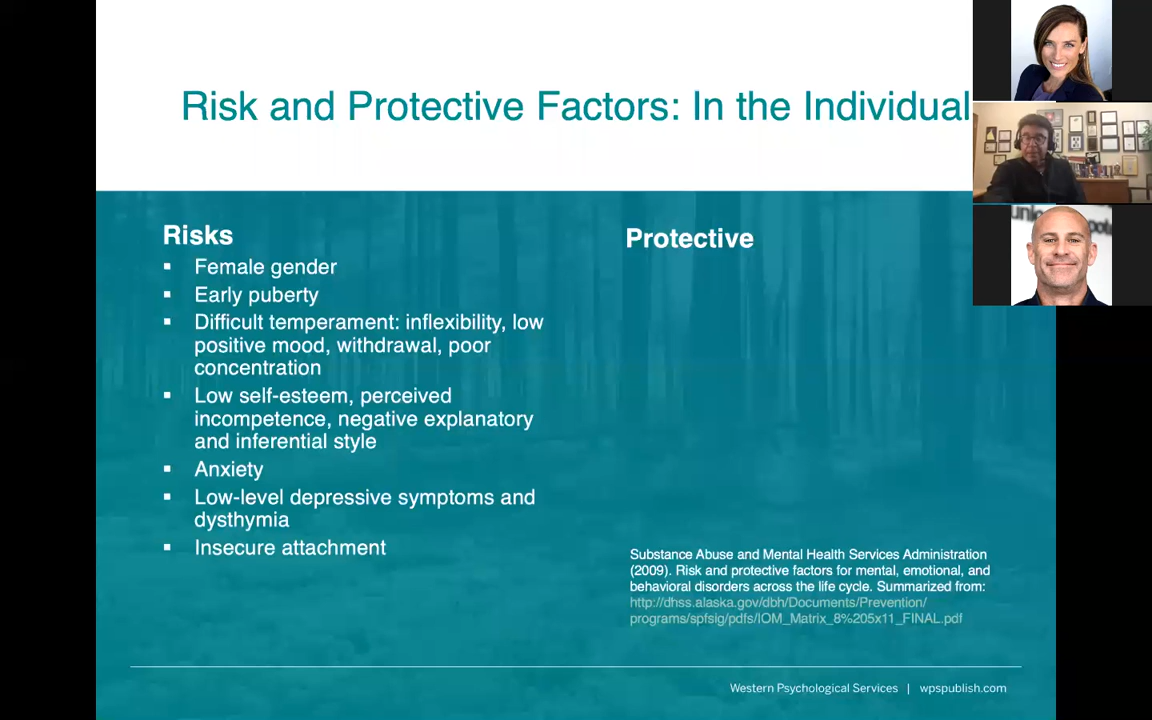 Risk and Protective Factors: In the Individual
Risks
▪ Female gender
▪ Early puberty
▪ Difficult temperament: inflexibility, low
positive mood, withdrawal, poor
concentration
▪ Low self-esteem, perceived
incompetence, negative explanatory
and inferential style
▪ Anxiety
▪ Low-level depressive symptoms and
dysthymia
▪ Insecure attachment
Protective
Substance Abuse and Mental Health Services Administration
(2009). Risk and protective factors for mental, emotional, and
behavioral disorders across the life cycle. Summarized from:
http://dhss.alaska.gov/dbh/Documents/Prevention/
programs/spfsig/pdfs/IOM_Matrix_8%205x11_FINAL.pdf
Western Psychological Services | wpspublish.com